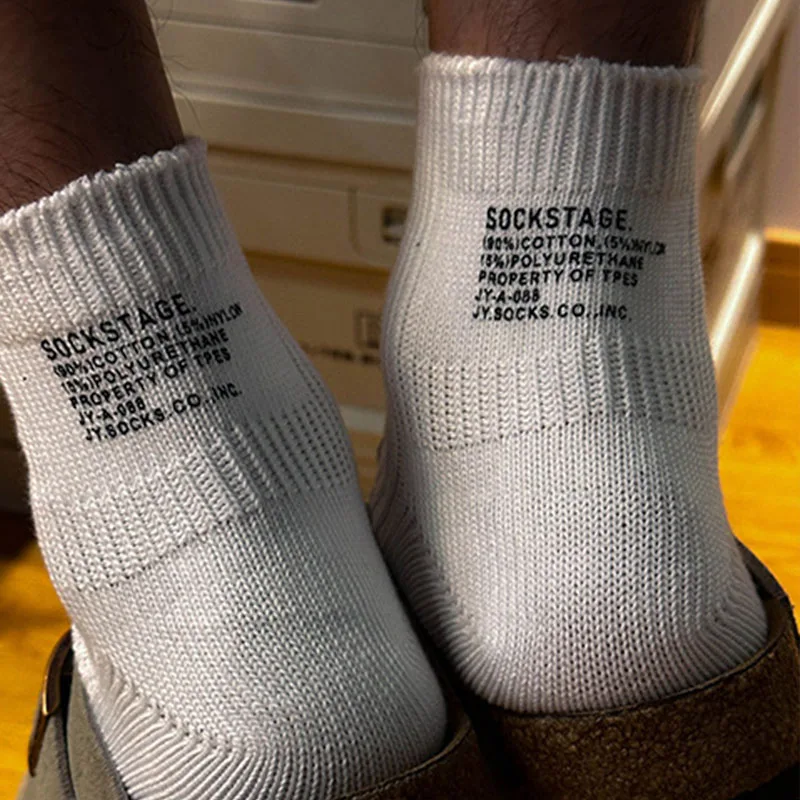 SOCKSTAGE.
(90%)COTTON,(5%)NYLON
(5%)POLYURETHANE
PROPERTY OF TPES
JY-A-088
JY.SOCKS.CO.,INC.
SOCKSTAGE.
(90%)COTTON,(5%)NYLON
(5%)POLYURETHANE
PROPERTY OF TPES
JY-A-088
JY.SOCKS.CO.,INC.